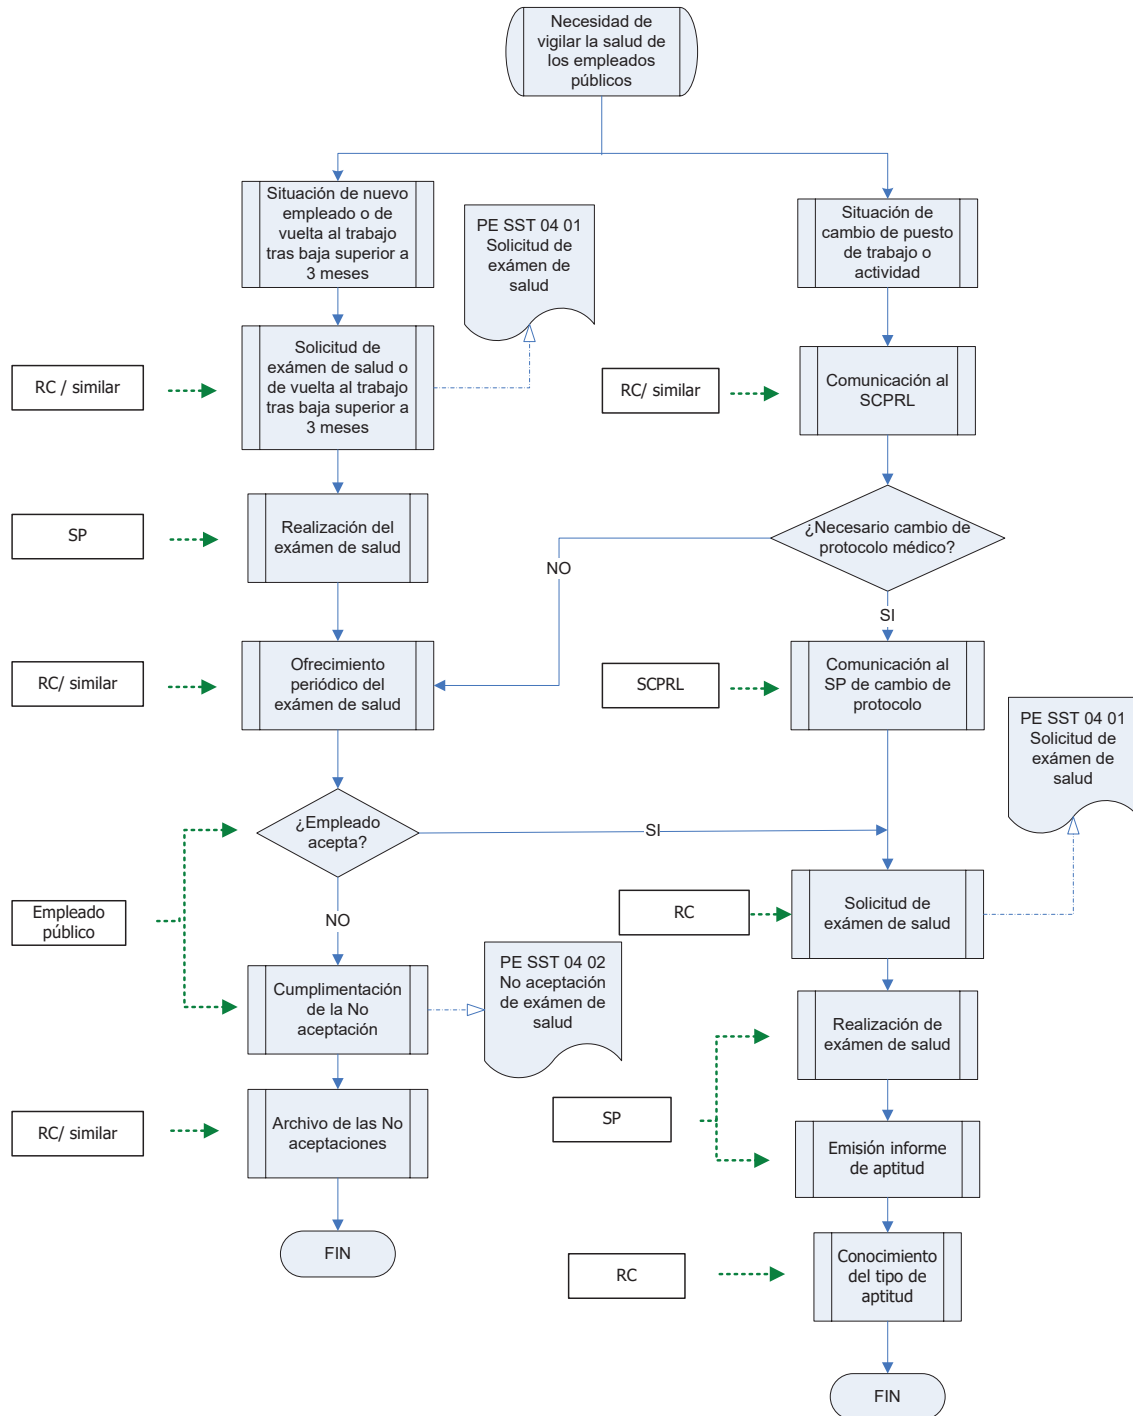 Necesidad de
vigilar la salud de
los empleados
públicos
Situación de nuevo
empleado o de
vuelta al trabajo
tras baja superior a
3 meses
PE SST 04 01
Solicitud de
exámen de
salud
Situación de
cambio de puesto
de trabajo o
actividad
RC / similar
Solicitud de
exámen de salud o
de vuelta al trabajo
tras baja superior a
3 meses
RC/ similar
Comunicación al
SCPRL
SP
Realización del
exámen de salud
¿Necesario cambio de
protocolo médico?
NO
SI
RC/ similar
Ofrecimiento
periódico del
exámen de salud
SCPRL
Comunicación al
SP de cambio de
protocolo
PE SST 04 01
Solicitud de
exámen de
salud
¿Empleado
acepta?
SI
NO
Empleado
público
RC
Solicitud de
exámen de salud
Cumplimentación
de la No
aceptación
PE SST 04 02
No aceptación
de exámen de
salud
Realización de
exámen de salud
RC/ similar
Archivo de las No
aceptaciones
SP
Emisión informe
de aptitud
FIN
RC
Conocimiento
del tipo de
aptitud
FIN